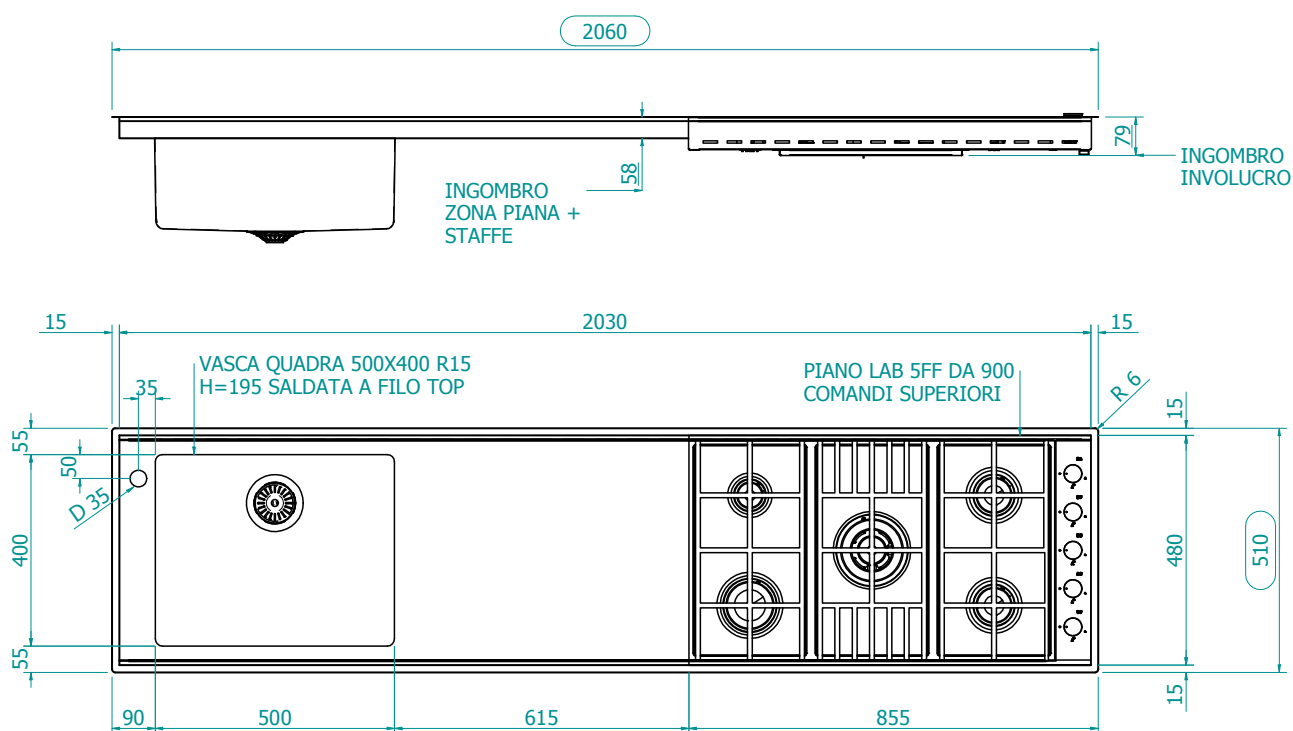 2060
79
58
INGOMBRO
INVOLUCRO
INGOMBRO
ZONA PIANA +
STAFFE
15
2030
15
VASCA QUADRA 500X400 R15
H=195 SALDATA A FILO TOP
PIANO LAB 5FF DA 900
COMANDI SUPERIORI
35
R 6
15
55
50
D 35
400
480
510
55
15
90
500
615
855